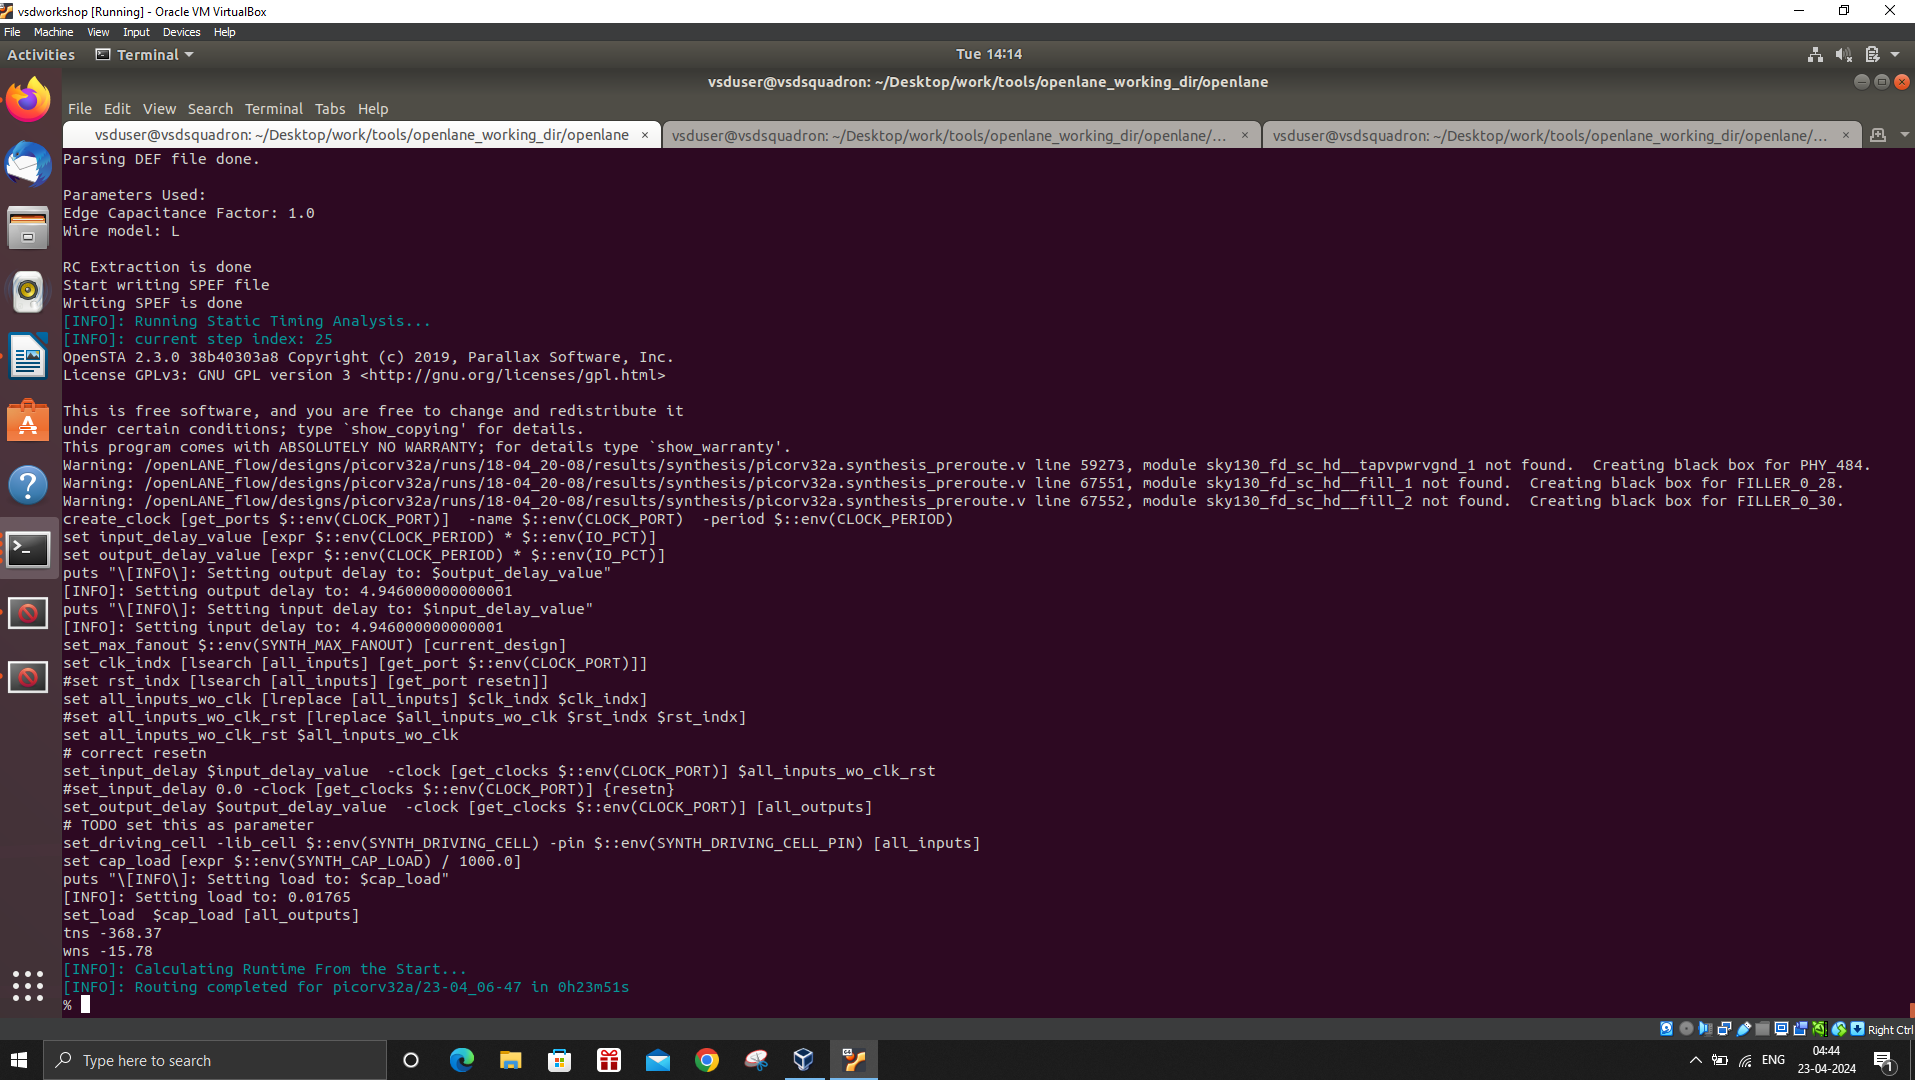 vsdworkshop [Running] - Oracle VM VirtualBox
File Machine View Input Devices Help
Activities Terminal Tue 14:14
vsduser@vsdsquadron: ~/Desktop/work/tools/openlane_working_dir/openlane
File Edit View Search Terminal Tabs Help
vsduser@vsdsquadron: ~/Desktop/work/tools/openlane_working_dir/openlane × vsduser@vsdsquadron: ~/Desktop/work/tools/openlane_working_dir/openlane/... × vsduser@vsdsquadron: ~/Desktop/work/tools/openlane_working_dir/openlane/... ×
Parsing DEF file done.
Parameters Used:
Edge Capacitance Factor: 1.0
Wire model: L
RC Extraction is done
Start writing SPEF file
Writing SPEF is done
[INFO]: Running Static Timing Analysis...
[INFO]: current step index: 25
OpenSTA 2.3.0 38b40303a8 Copyright (c) 2019, Parallax Software, Inc.
License GPLv3: GNU GPL version 3 <http://gnu.org/licenses/gpl.html>
This is free software, and you are free to change and redistribute it
under certain conditions; type `show_copying' for details.
This program comes with ABSOLUTELY NO WARRANTY; for details type `show_warranty'.
Warning: /openLANE_flow/designs/picorv32a/runs/18-04_20-08/results/synthesis/picorv32a.synthesis_preroute.v line 59273, module sky130_fd_sc_hd__tapvpwrvgnd_1 not found.  Creating black box for PHY_484.
Warning: /openLANE_flow/designs/picorv32a/runs/18-04_20-08/results/synthesis/picorv32a.synthesis_preroute.v line 67551, module sky130_fd_sc_hd__fill_1 not found.  Creating black box for FILLER_0_28.
Warning: /openLANE_flow/designs/picorv32a/runs/18-04_20-08/results/synthesis/picorv32a.synthesis_preroute.v line 67552, module sky130_fd_sc_hd__fill_2 not found.  Creating black box for FILLER_0_30.
create_clock [get_ports $::env(CLOCK_PORT)]  -name $::env(CLOCK_PORT)  -period $::env(CLOCK_PERIOD)
set input_delay_value [expr $::env(CLOCK_PERIOD) * $::env(IO_PCT)]
set output_delay_value [expr $::env(CLOCK_PERIOD) * $::env(IO_PCT)]
puts "\[INFO\]: Setting output delay to: $output_delay_value"
[INFO]: Setting output delay to: 4.946000000000001
puts "\[INFO\]: Setting input delay to: $input_delay_value"
[INFO]: Setting input delay to: 4.946000000000001
set_max_fanout $::env(SYNTH_MAX_FANOUT) [current_design]
set clk_indx [lsearch [all_inputs] [get_port $::env(CLOCK_PORT)]]
#set rst_indx [lsearch [all_inputs] [get_port resetn]]
set all_inputs_wo_clk [lreplace [all_inputs] $clk_indx $clk_indx]
#set all_inputs_wo_clk_rst [lreplace $all_inputs_wo_clk $rst_indx $rst_indx]
set all_inputs_wo_clk_rst $all_inputs_wo_clk
# correct resetn
set_input_delay $input_delay_value  -clock [get_clocks $::env(CLOCK_PORT)] $all_inputs_wo_clk_rst
#set_input_delay 0.0 -clock [get_clocks $::env(CLOCK_PORT)] {resetn}
set_output_delay $output_delay_value  -clock [get_clocks $::env(CLOCK_PORT)] [all_outputs]
# TODO set this as parameter
set_driving_cell -lib_cell $::env(SYNTH_DRIVING_CELL) -pin $::env(SYNTH_DRIVING_CELL_PIN) [all_inputs]
set cap_load [expr $::env(SYNTH_CAP_LOAD) / 1000.0]
puts "\[INFO\]: Setting load to: $cap_load"
[INFO]: Setting load to: 0.01765
set_load  $cap_load [all_outputs]
tns -368.37
wns -15.78
[INFO]: Calculating Runtime From the Start...
[INFO]: Routing completed for picorv32a/23-04_06-47 in 0h23m51s
%
Right Ctrl
Type here to search
64
ENG
04:44
23-04-2024
1